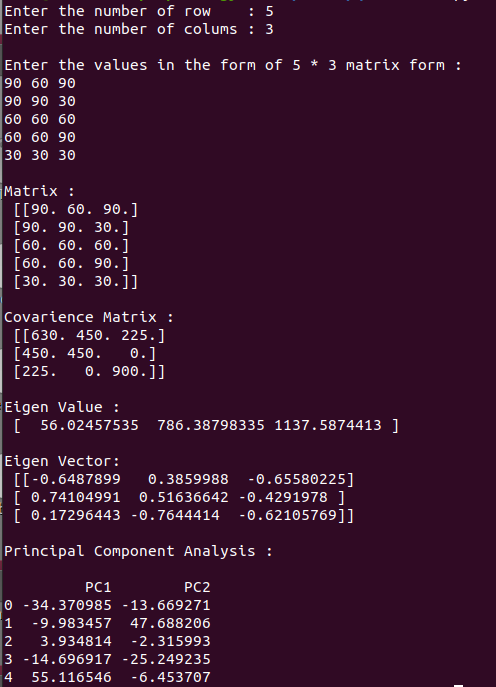 Enter the number of row    : 5
Enter the number of colums : 3
Enter the values in the form of 5 * 3 matrix form :
90 60 90
90 90 30
60 60 60
60 60 90
30 30 30
Matrix :
[[90. 60. 90.]
[90. 90. 30.]
[60. 60. 60.]
[60. 60. 90.]
[30. 30. 30.]]
Covarience Matrix :
[[630. 450. 225.]
[450. 450.   0.]
[225.   0. 900.]]
Eigen Value :
[  56.02457535  786.38798335 1137.5874413 ]
Eigen Vector:
[[-0.6487899   0.3859988  -0.65580225]
[ 0.74104991  0.51636642 -0.4291978 ]
[ 0.17296443 -0.7644414  -0.62105769]]
Principal Component Analysis :
PC1        PC2
0 -34.370985 -13.669271
1  -9.983457  47.688206
2   3.934814  -2.315993
3 -14.696917 -25.249235
4  55.116546  -6.453707